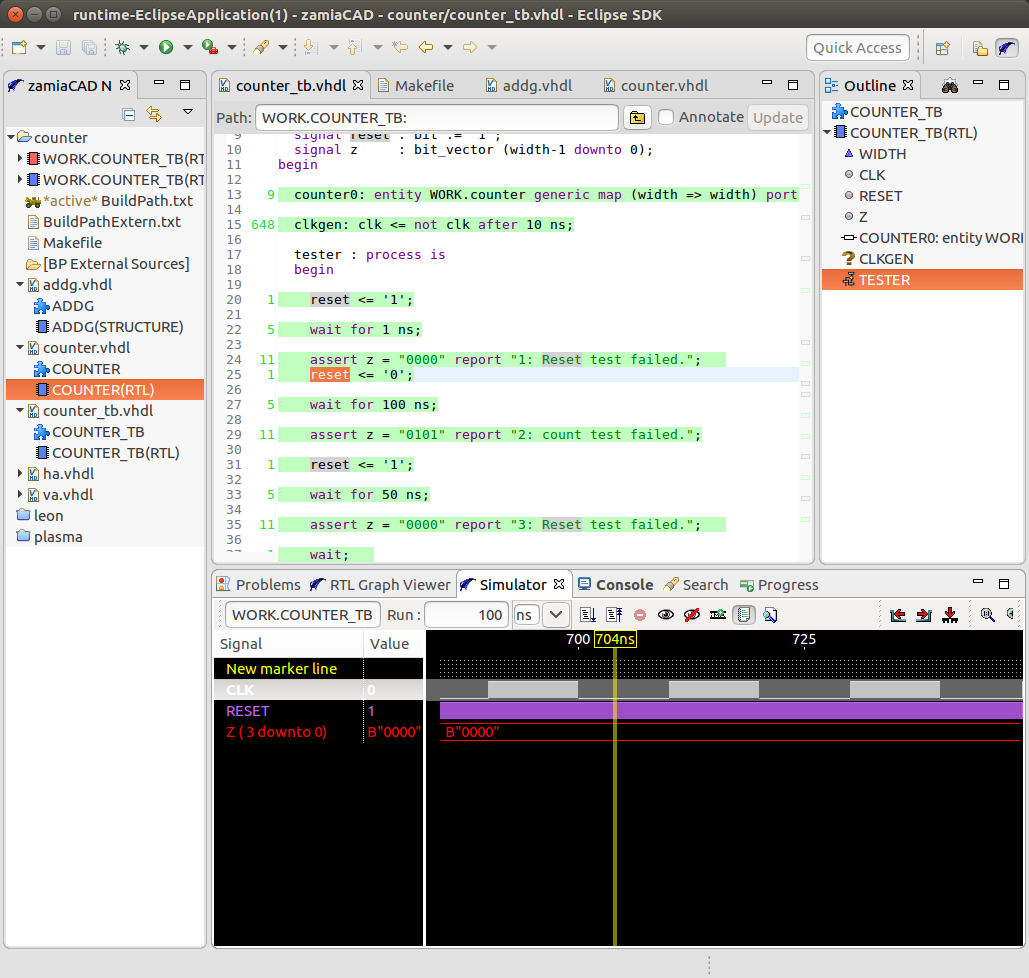 runtime-EclipseApplication(1) - zamiaCAD - counter/counter_tb.vhdl - Eclipse SDK
Quick Access
zamiaCAD N
counter
WORK.COUNTER_TB(RT
WORK.COUNTER_TB(RT
*active* BuildPath.txt
BuildPathExtern.txt
Makefile
[BP External Sources]
addg.vhdl
ADDG
ADDG(STRUCTURE)
counter.vhdl
COUNTER
COUNTER(RTL)
counter_tb.vhdl
COUNTER_TB
COUNTER_TB(RTL)
ha.vhdl
va.vhdl
leon
plasma
counter_tb.vhdl
Makefile
addg.vhdl
counter.vhdl
Path: WORK.COUNTER_TB: Annotate Update
9 signal reset : bit := '1';
10 signal z : bit_vector (width-1 downto 0);
11 begin
12
13 9 counter0: entity WORK.counter generic map (width => width) port
14
15 648 clkgen: clk <= not clk after 10 ns;
16
17 tester : process is
18 begin
19
20 1 reset <= '1';
21
22 5 wait for 1 ns;
23
24 11 assert z = "0000" report "1: Reset test failed.";
25 1 reset <= '0';
26
27 5 wait for 100 ns;
28
29 11 assert z = "0101" report "2: count test failed.";
30
31 1 reset <= '1';
32
33 5 wait for 50 ns;
34
35 11 assert z = "0000" report "3: Reset test failed.";
36
37 1 wait;
Outline
COUNTER_TB
COUNTER_TB(RTL)
WIDTH
CLK
RESET
Z
COUNTER0: entity WORI
CLKGEN
TESTER
Problems
RTL Graph Viewer
Simulator
Console
Search
Progress
WORK.COUNTER_TB Run : 100 ns
Signal Value
700 704ns 725
New marker line
CLK 0
RESET 1
Z ( 3 downto 0) B"0000" B"0000"